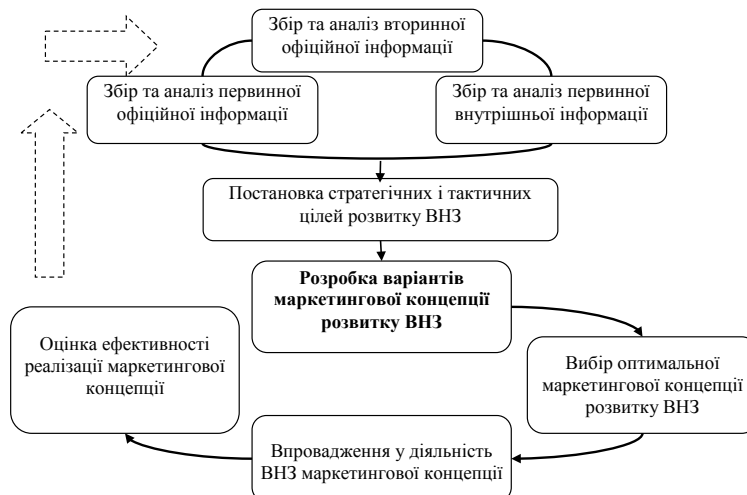 Збір та аналіз вторинної
офіційної інформації
Збір та аналіз первинної
офіційної інформації
Збір та аналіз первинної
внутрішньої інформації
Постановка стратегічних і тактичних
цілей розвитку ВНЗ
Розробка варіантів
маркетингової концепції
розвитку ВНЗ
Оцінка ефективності
реалізації маркетингової
концепції
Вибір оптимальної
маркетингової концепції
розвитку ВНЗ
Впровадження у діяльність
ВНЗ маркетингової концепції